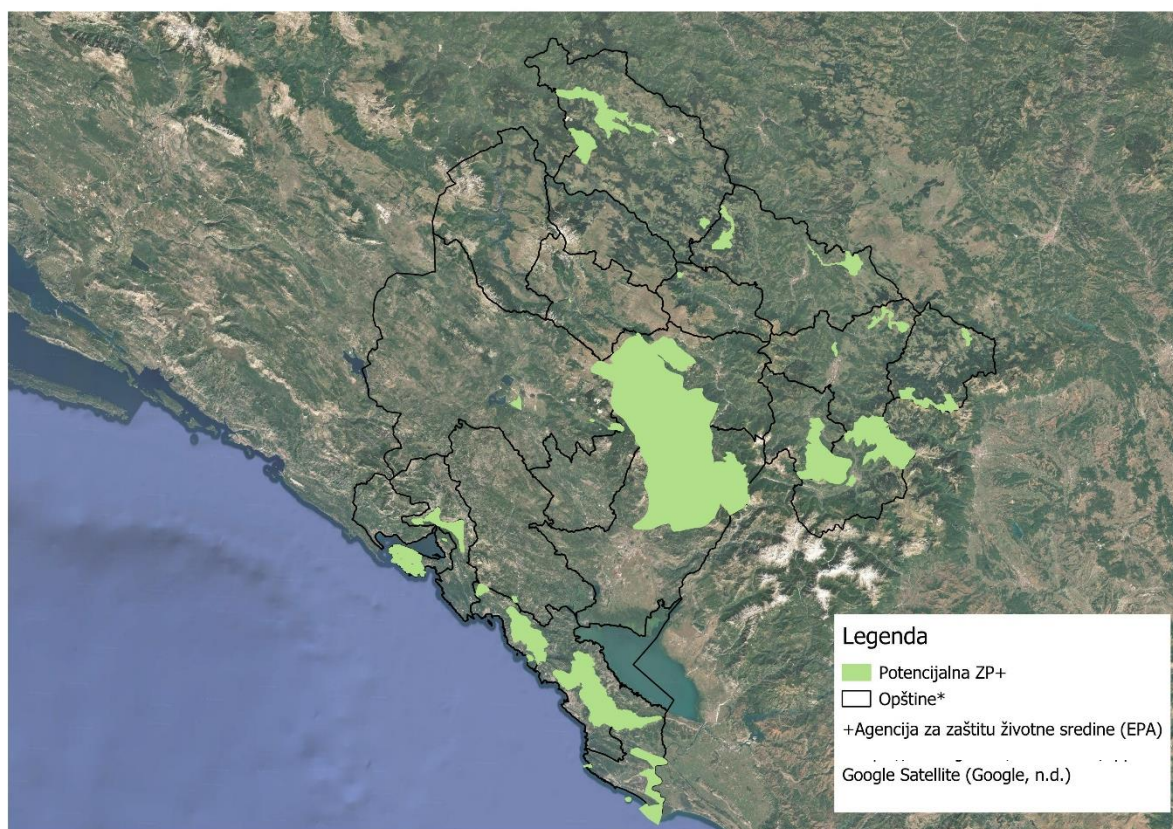 Legenda
Potencijalna ZP+
Opštine*
+Agencija za zaštitu životne sredine (EPA)
Google Satellite (Google, n.d.)